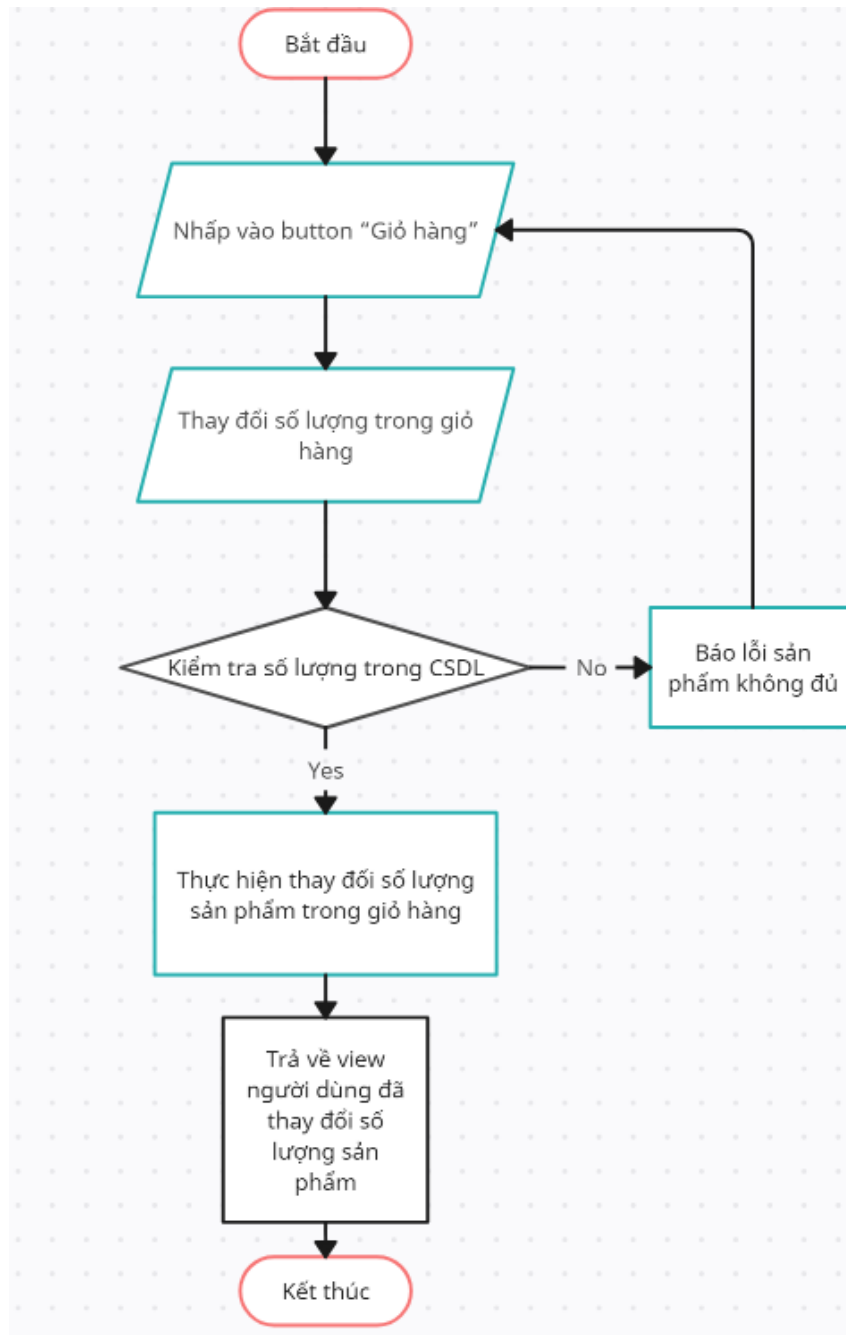 Bắt đầu
Nhấp vào button “Giỏ hàng”
Thay đổi số lượng trong giỏ
hàng
Kiểm tra số lượng trong CSDL
No
Báo lỗi sản
phẩm không đủ
Yes
Thực hiện thay đổi số lượng
sản phẩm trong giỏ hàng
Trả về view
người dùng đã
thay đổi số
lượng sản
phẩm
Kết thúc